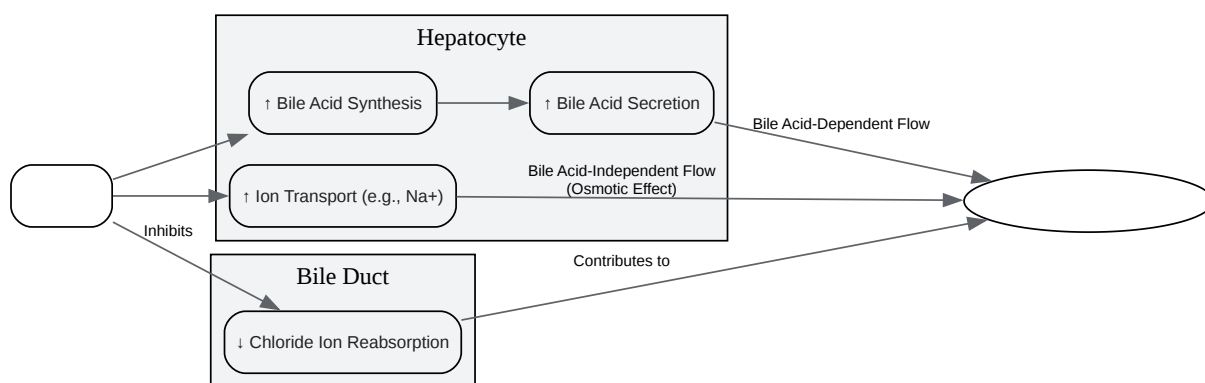 Hepatocyte
↑ Bile Acid Synthesis
↑ Bile Acid Secretion
Bile Acid-Dependent Flow
Bile Acid-Independent Flow
(Osmotic Effect)
↑ Ion Transport (e.g., Na+)
Inhibits
Contributes to
Bile Duct
↓ Chloride Ion Reabsorption